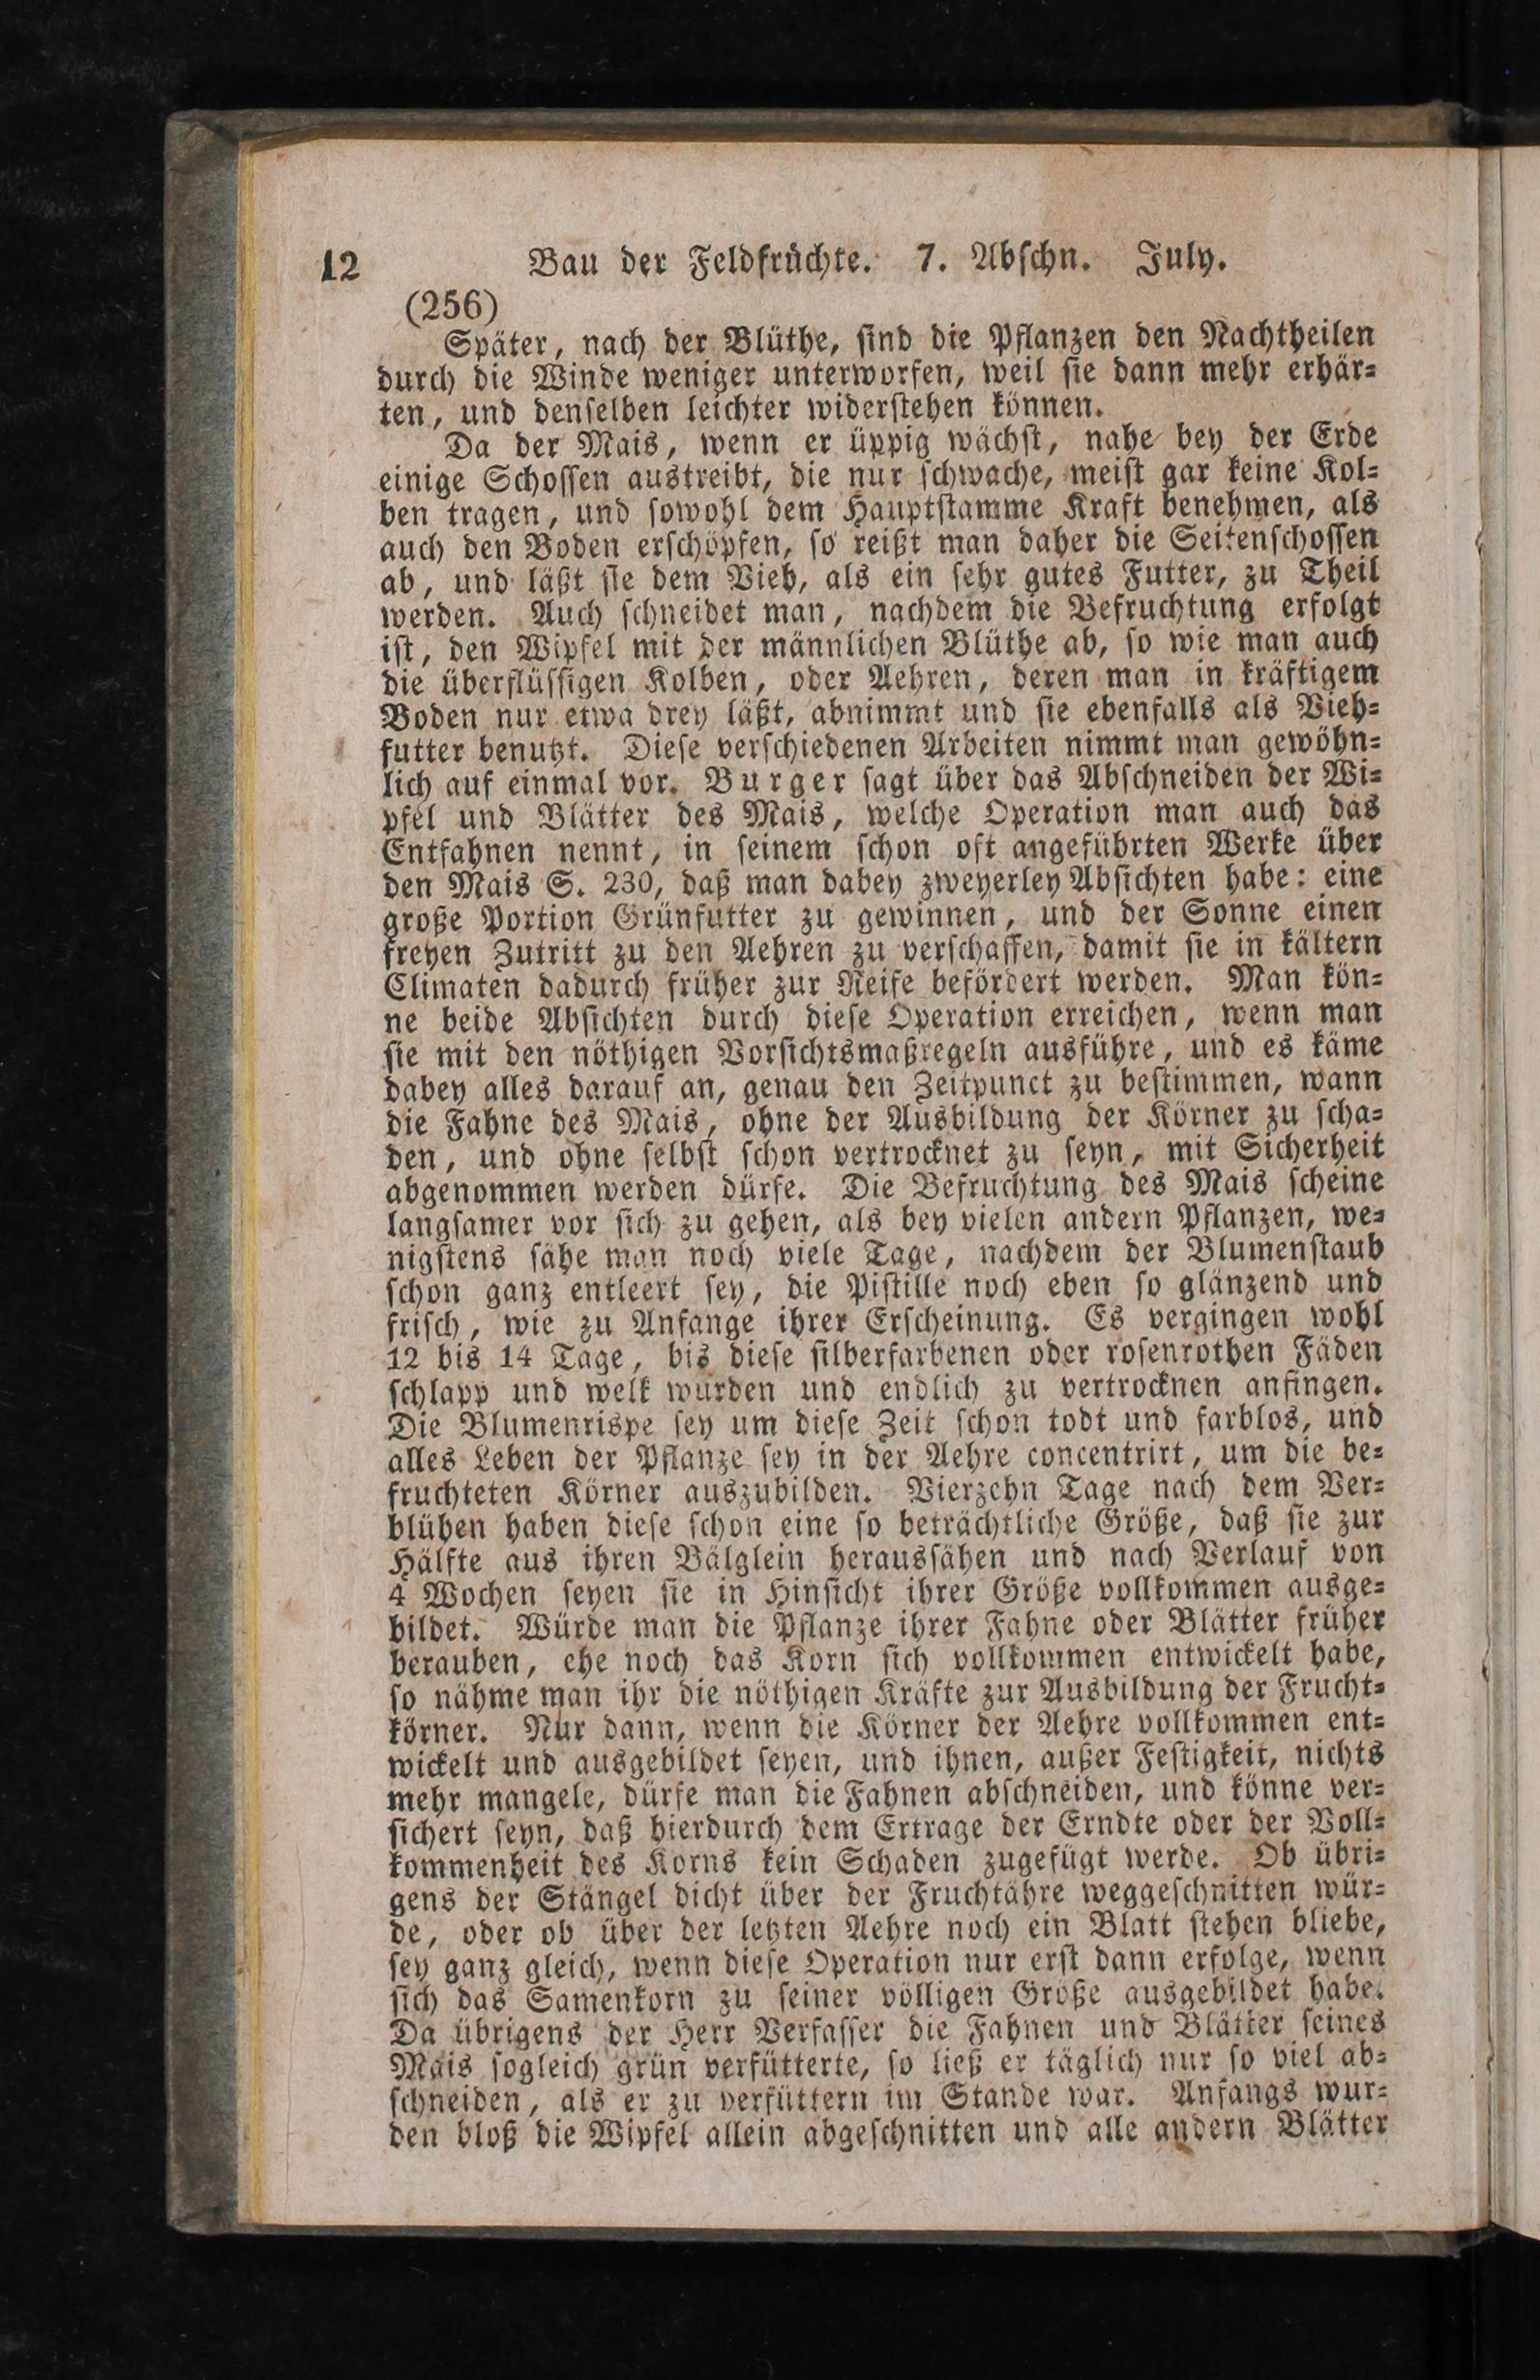 12 Bau der Feldfrüchte. 7. Abschn. July.
(256)
Später, nach der Blüthe, sind die Pflanzen den Nachtheilen
durch die Winde weniger unterworfen, weil sie dann mehr erhär=
ten, und denselben leichter widerstehen können.
Da der Mais, wenn er üppig wächst, nahe bey der Erde
einige Schossen austreibt, die nur schwache, meist gar keine Kol=
ben tragen, und sowohl dem Hauptstamme Kraft benehmen, als
auch den Boden erschöpfen, so reißt man daher die Seitenschossen
ab, und läßt sie dem Vieh, als ein sehr gutes Futter, zu Theil
werden. Auch schneidet man, nachdem die Befruchtung erfolgt
ist, den Wipfel mit der männlichen Blüthe ab, so wie man auch
die überflüssigen Kolben, oder Aehren, deren man in kräftigem
Boden nur etwa drey läßt, abnimmt und sie ebenfalls als Vieh=
futter benutzt. Diese verschiedenen Arbeiten nimmt man gewöhn=
lich auf einmal vor. Burger sagt über das Abschneiden der Wi=
pfel und Blätter des Mais, welche Operation man auch das
Entfahnen nennt, in seinem schon oft angeführten Werke über
den Mais S. 230, daß man dabey zweyerley Absichten habe: eine
große Portion Grünfutter zu gewinnen, und der Sonne einen
freyen Zutritt zu den Aehren zu verschaffen, damit sie in kältern
Climaten dadurch früher zur Reife befördert werden. Man kön=
ne beide Absichten durch diese Operation erreichen, wenn man
sie mit den nöthigen Vorsichtsmaßregeln ausführe, und es käme
dabey alles darauf an, genau den Zeitpunct zu bestimmen, wann
die Fahne des Mais, ohne der Ausbildung der Körner zu scha=
den, und ohne selbst schon vertrocknet zu seyn, mit Sicherheit
abgenommen werden dürfe. Die Befruchtung des Mais scheine
langsamer vor sich zu gehen, als bey vielen andern Pflanzen, we=
nigstens sähe man noch viele Tage, nachdem der Blumenstaub
schon ganz entleert sey, die Pistille noch eben so glänzend und
frisch, wie zu Anfange ihrer Erscheinung. Es vergingen wohl
12 bis 14 Tage, bis diese silberfarbenen oder rosenrothen Fäden
schlapp und welk würden und endlich zu vertrocknen anfingen.
Die Blumenrispe sey um diese Zeit schon todt und farblos, und
alles Leben der Pflanze sey in der Aehre concentrirt, um die be=
fruchteten Körner auszubilden. Vierzehn Tage nach dem Ver=
blühen haben diese schon eine so beträchtliche Größe, daß sie zur
Hälfte aus ihren Bälglein heraussähen und nach Verlauf von
4 Wochen seyen sie in Hinsicht ihrer Größe vollkommen ausge=
bildet. Würde man die Pflanze ihrer Fahne oder Blätter früher
berauben, ehe noch das Korn sich vollkommen entwickelt habe,
so nähme man ihr die nöthigen Kräfte zur Ausbildung der Frucht=
körner. Nur dann, wenn die Körner der Aehre vollkommen ent=
wickelt und ausgebildet seyen, und ihnen, außer Festigkeit, nichts
mehr mangele, dürfe man die Fahnen abschneiden, und könne ver=
sichert seyn, daß hierdurch dem Ertrage der Erndte oder der Voll=
kommenheit des Korns kein Schaden zugefügt werde. Ob übri=
gens der Stängel dicht über der Fruchtähre weggeschnitten wür=
de, oder ob über der letzten Aehre noch ein Blatt stehen bliebe,
sey ganz gleich, wenn diese Operation nur erst dann erfolge, wenn
sich das Samenkorn zu seiner völligen Größe ausgebildet habe.
Da übrigens der Herr Verfasser die Fahnen und Blätter seines
Mais sogleich grün verfütterte, so ließ er täglich nur so viel ab=
schneiden, als er zu verfüttern im Stande war. Anfangs wur=
den bloß die Wipfel allein abgeschnitten und alle andern Blätter